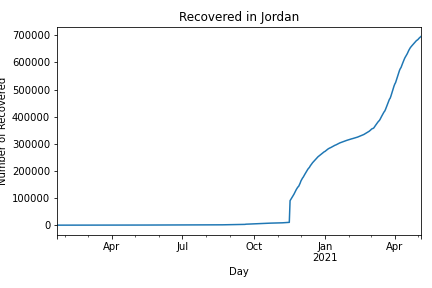 Recovered in Jordan
Number of Recovered
700000
600000
500000
400000
300000
200000
100000
0
Apr
Jul
Oct
Jan
2021
Apr
Day